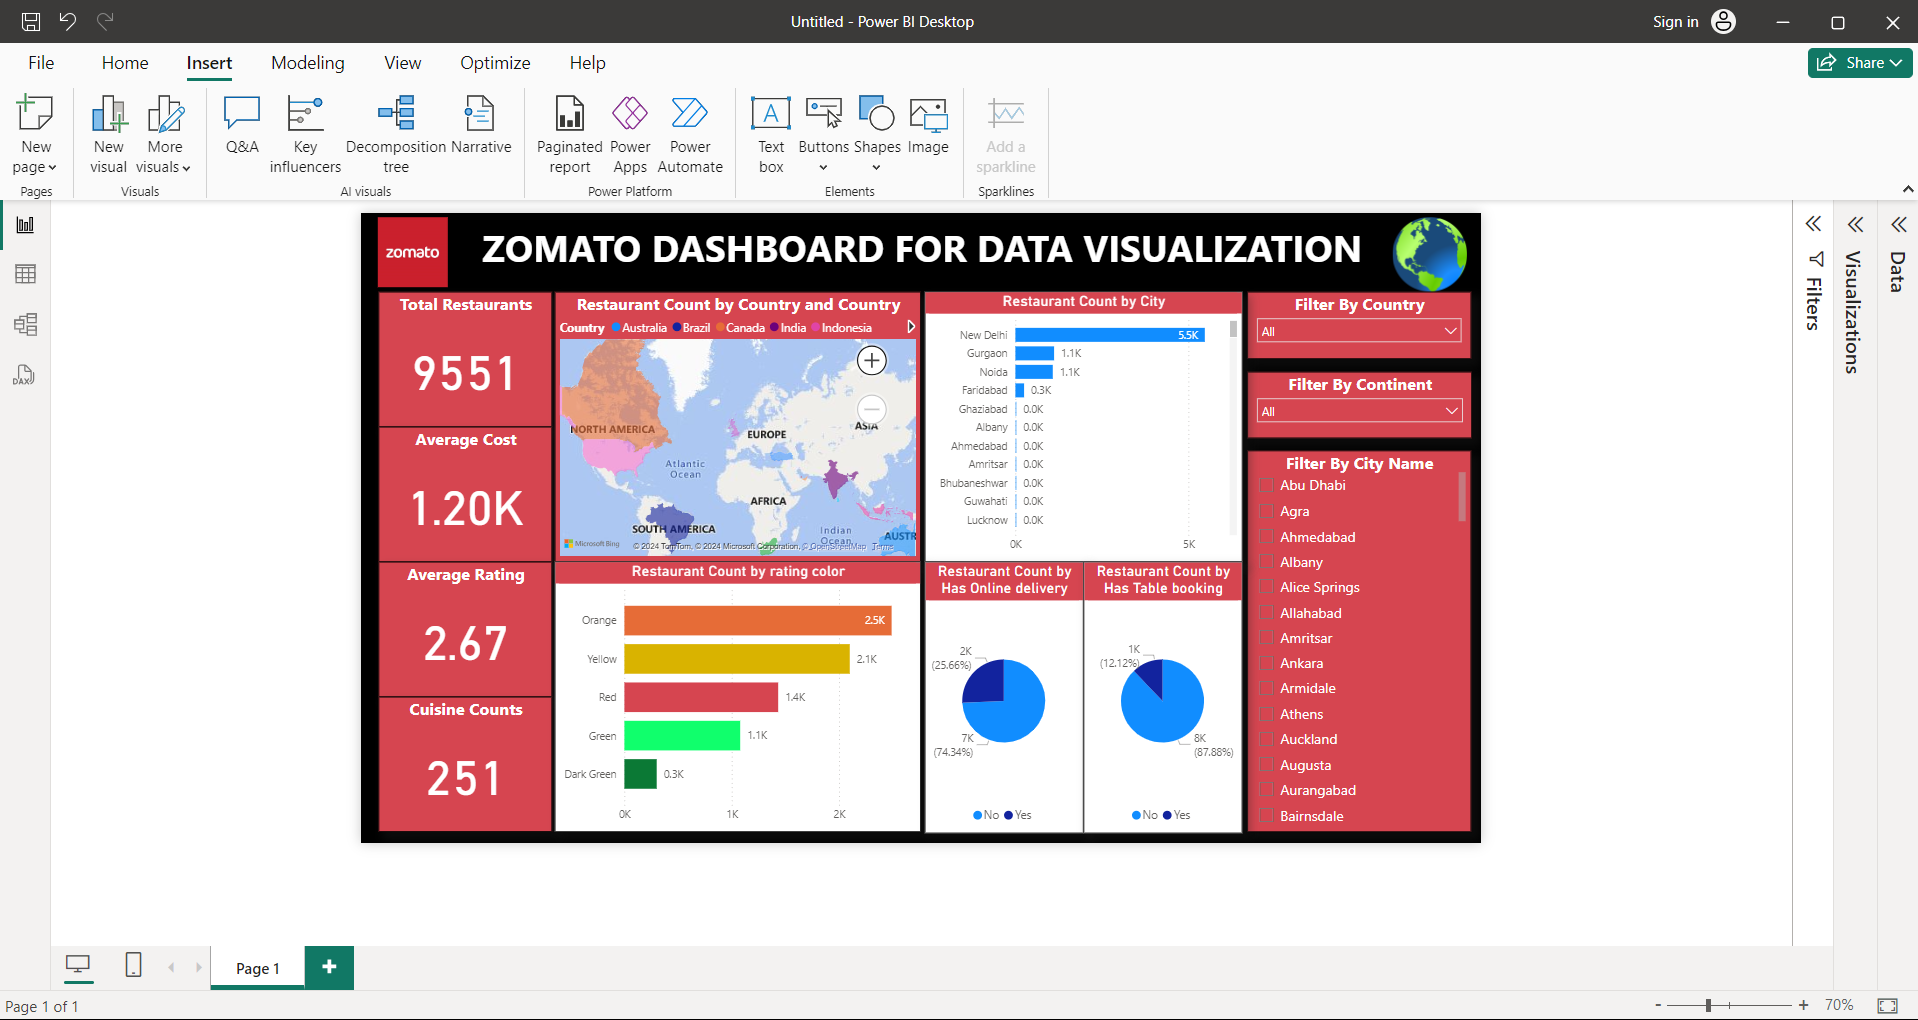 Untitled - Power BI Desktop
Sign in
File Home Insert Modeling View Optimize Help
Share
New page
New visual
More visuals
Q&A
Key influencers
Decomposition tree
Narrative
Paginated report
Power Apps
Power Automate
Text box
Buttons
Shapes
Image
Add a sparkline
Pages
Visuals
AI visuals
Power Platform
Elements
Sparklines
DAX
zomato
ZOMATO DASHBOARD FOR DATA VISUALIZATION
Total Restaurants
9551
Average Cost
1.20K
Average Rating
2.67
Cuisine Counts
251
Restaurant Count by Country and Country
Country Australia Brazil Canada India Indonesia
NORTH AMERICA
EUROPE
ASIA
Atlantic
Ocean
AFRICA
SOUTH AMERICA
Indian
Ocean
AUSTR
Microsoft Bing
© 2024 TomTom, © 2024 Microsoft Corporation, © OpenStreetMap Terms
Restaurant Count by rating color
Orange 2.5K
Yellow 2.1K
Red 1.4K
Green 1.1K
Dark Green 0.3K
0K 1K 2K
Restaurant Count by City
New Delhi 5.5K
Gurgaon 1.1K
Noida 1.1K
Faridabad 0.3K
Ghaziabad 0.0K
Albany 0.0K
Ahmedabad 0.0K
Amritsar 0.0K
Bhubaneshwar 0.0K
Guwahati 0.0K
Lucknow 0.0K
0K 5K
Restaurant Count by
Has Online delivery
2K
(25.66%)
7K
(74.34%)
No Yes
Restaurant Count by
Has Table booking
1K
(12.12%)
8K
(87.88%)
No Yes
Filter By Country
All
Filter By Continent
All
Filter By City Name
Abu Dhabi
Agra
Ahmedabad
Albany
Alice Springs
Allahabad
Amritsar
Ankara
Armidale
Athens
Auckland
Augusta
Aurangabad
Bairnsdale
Filters
Visualizations
Data
Page 1
Page 1 of 1
- + 70%